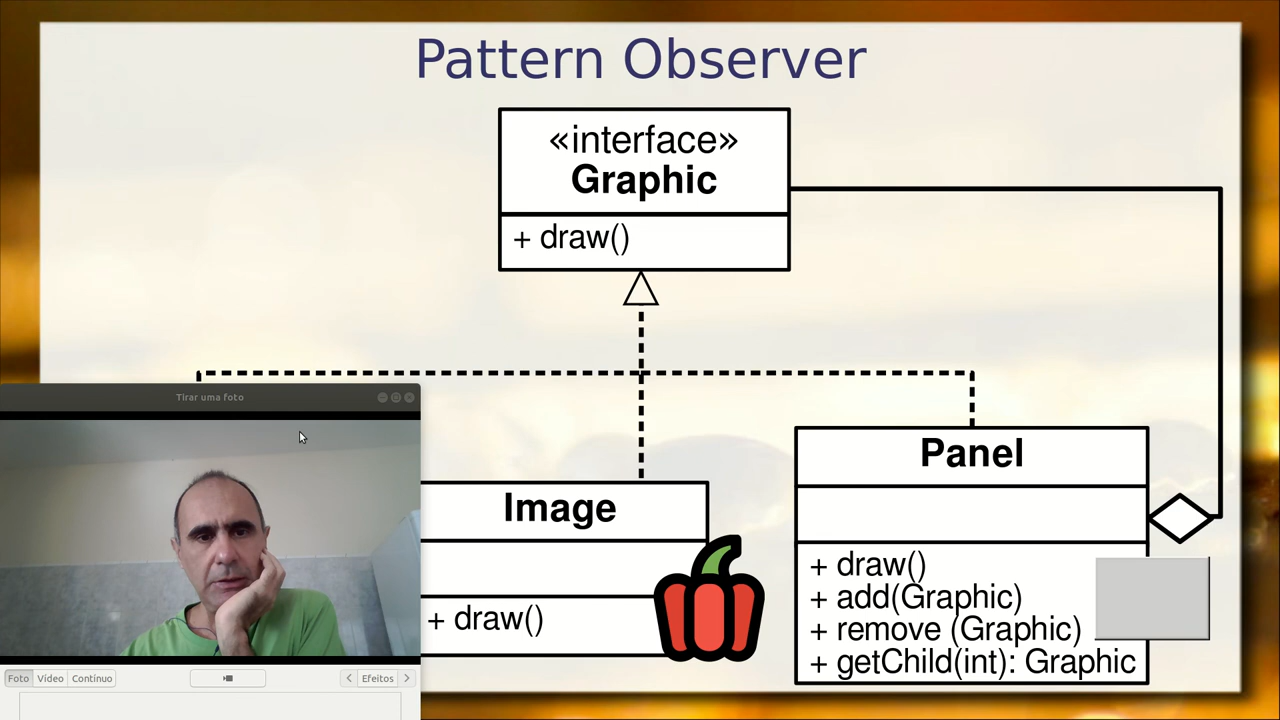 Pattern Observer
«interface»
Graphic
+ draw()
Tirar uma foto
Panel
Image
+ draw()
+ add(Graphic)
+ draw()
+ remove (Graphic)
+ getChild(int): Graphic
Foto Vídeo Contínuo
Efeitos